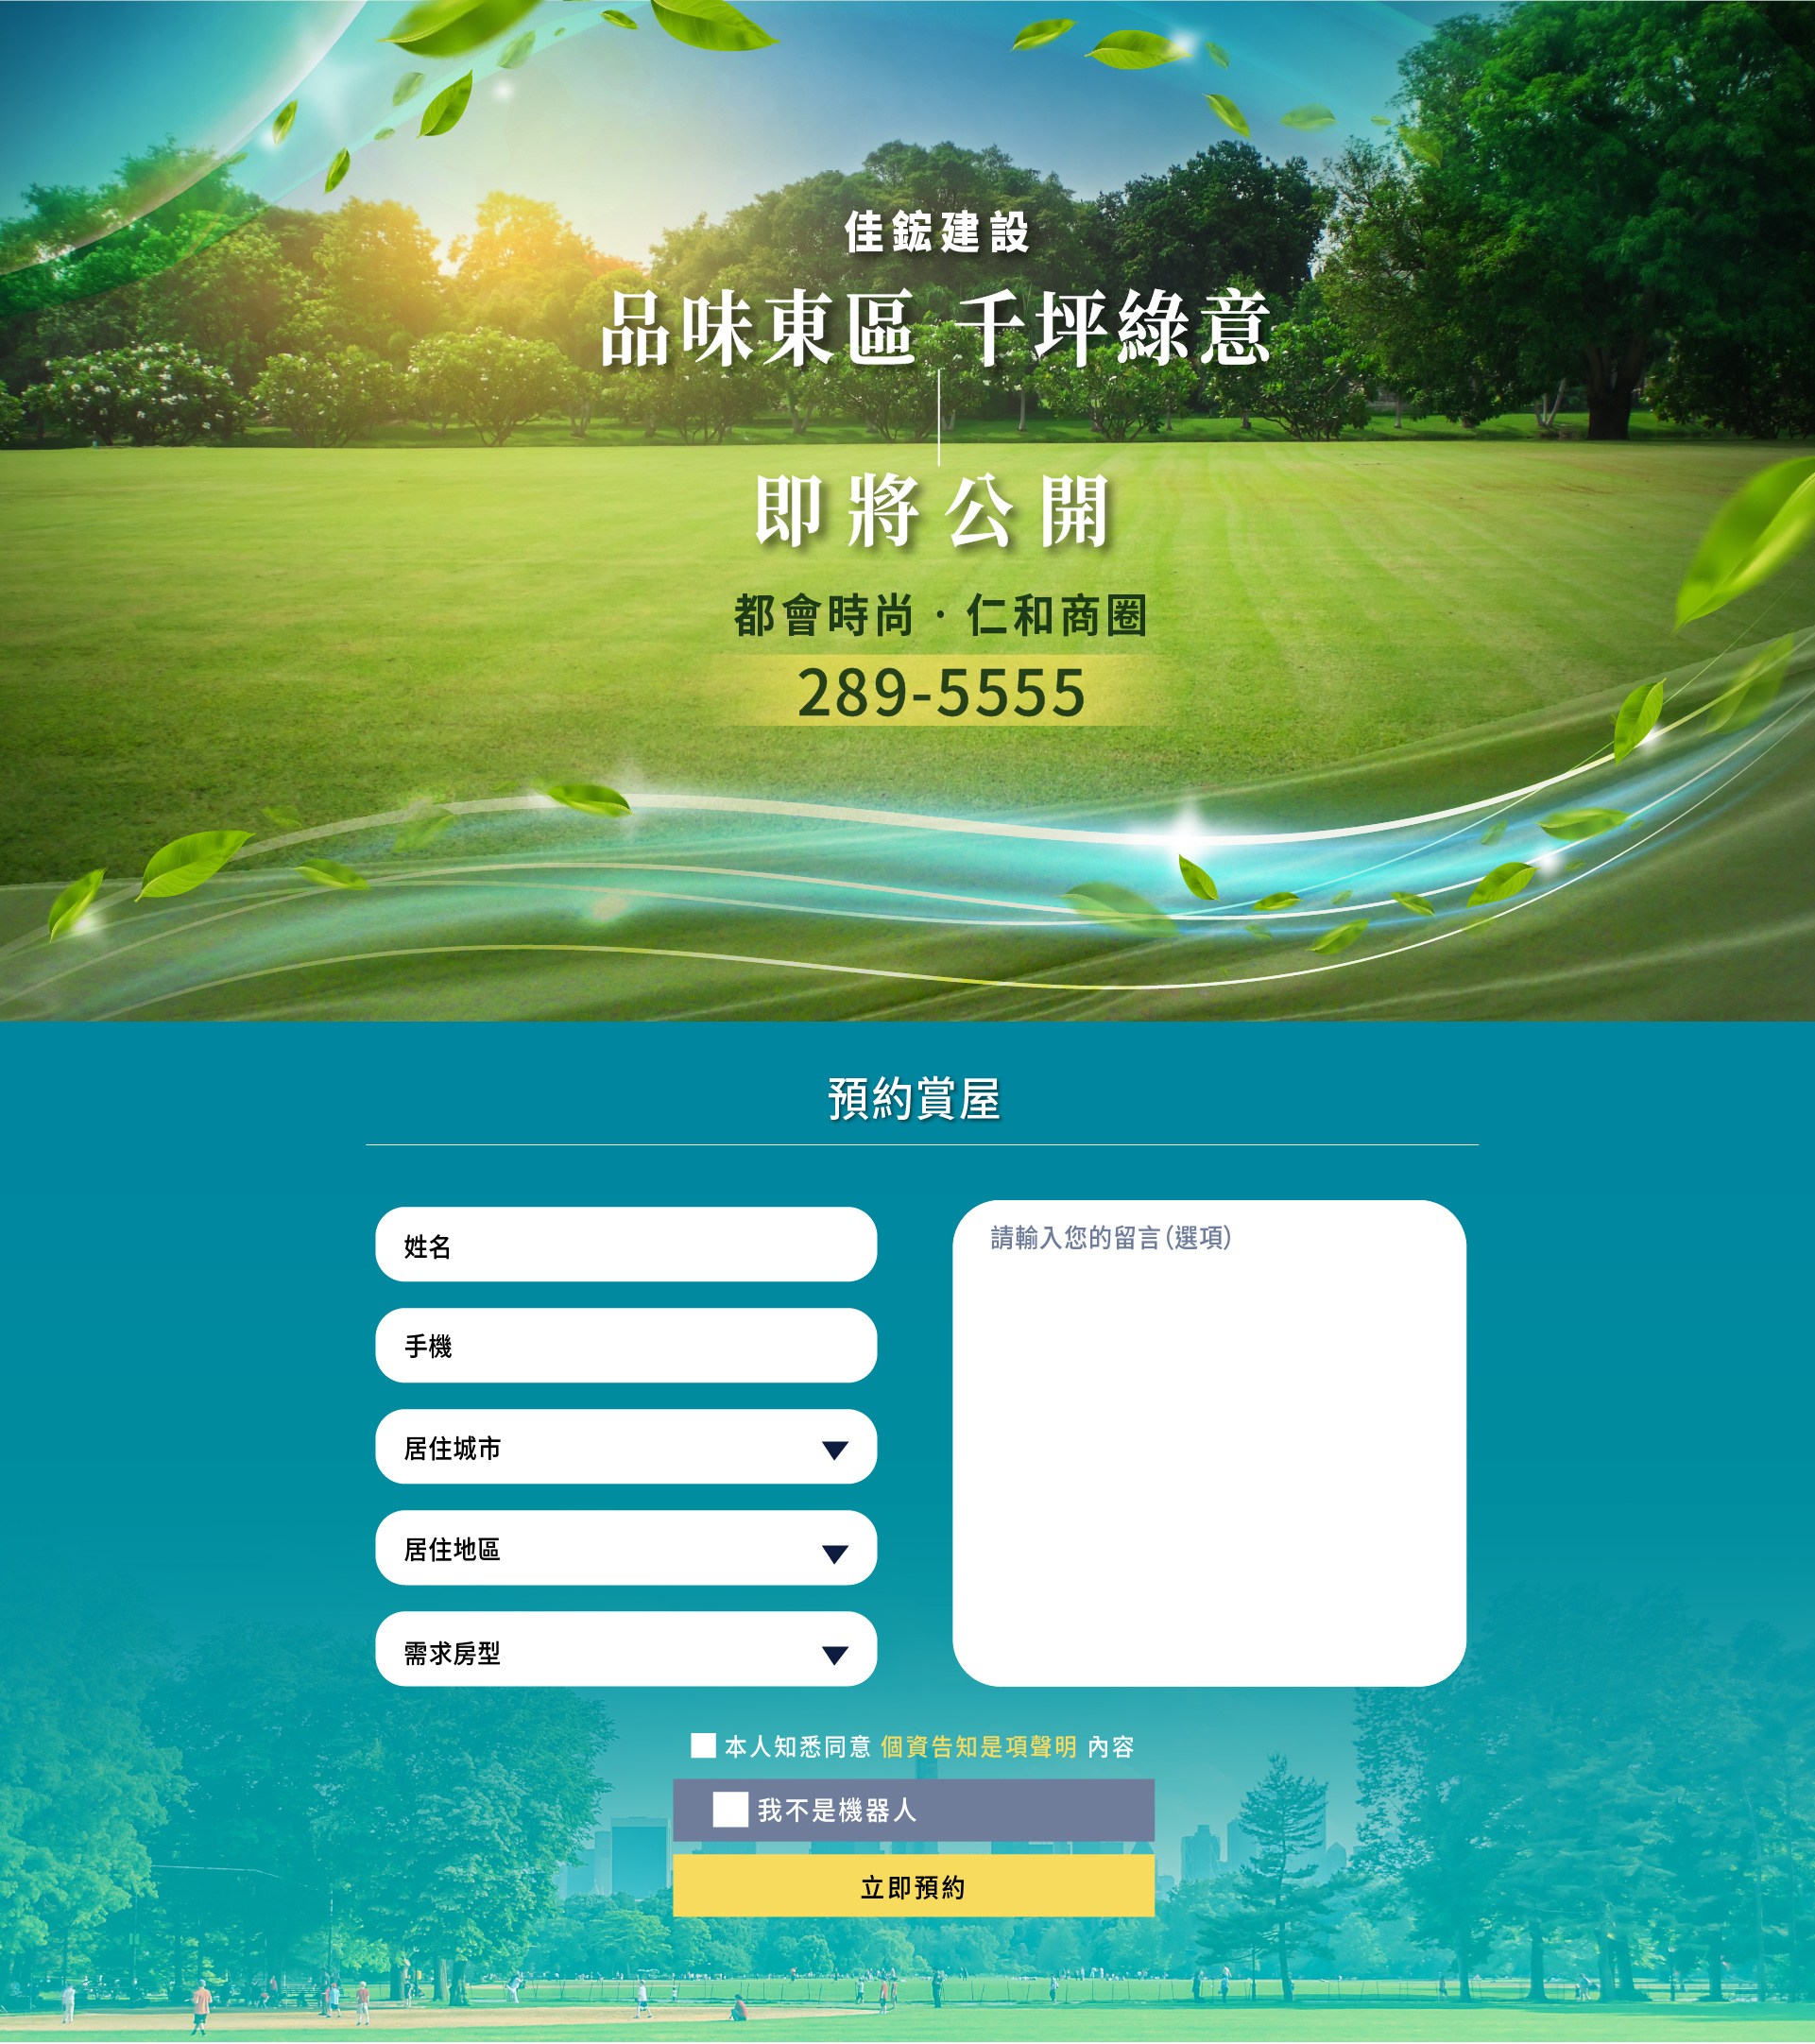 佳鋐建設
品味東區 千坪綠意
即將公開
都會時尚·仁和商圈
289-5555
預約賞屋
姓名
手機
居住城市
居住地區
需求房型
請輸入您的留言(選項)
本人知悉同意 個資告知是項聲明 內容
我不是機器人
立即預約